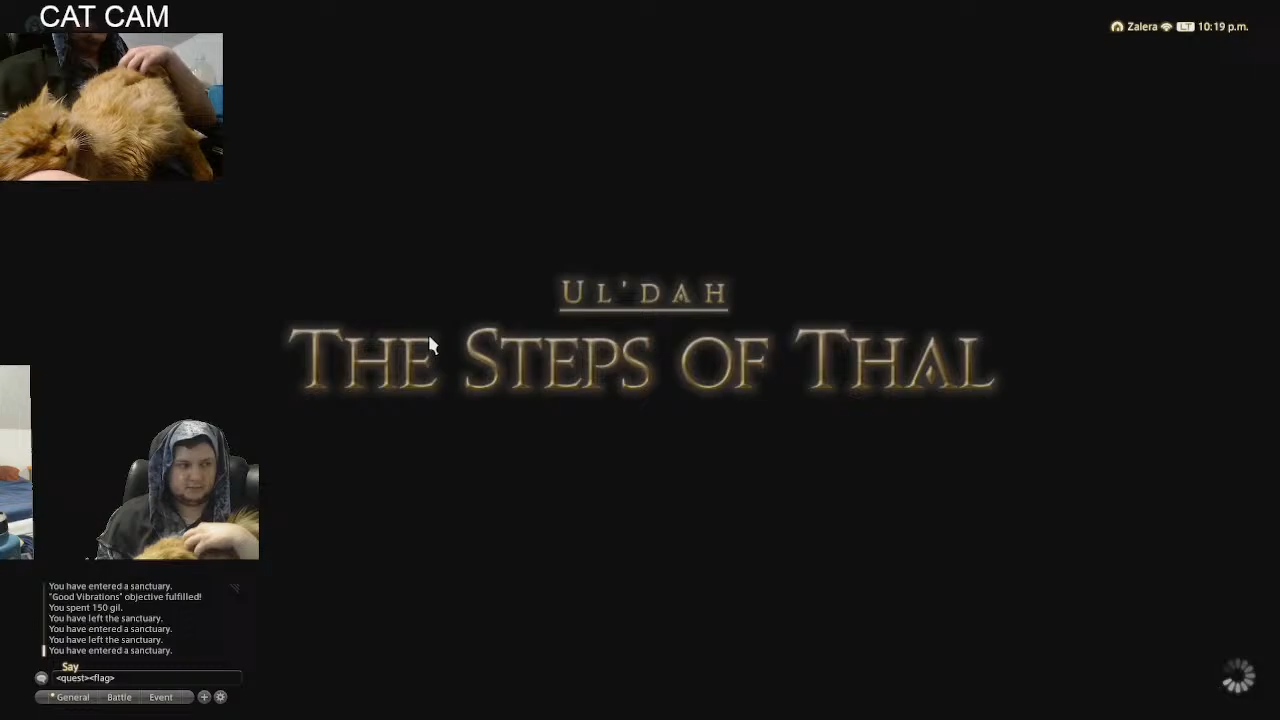 CAT CAM
Zalera LT 10:19 p.m.
UL'DAH
THE STEPS OF THAL
You have entered a sanctuary.
"Good Vibrations" objective fulfilled!
You spent 150 gil.
You have left the sanctuary.
You have entered a sanctuary.
You have left the sanctuary.
You have entered a sanctuary.
Say
<quest><flag>
General Battle Event